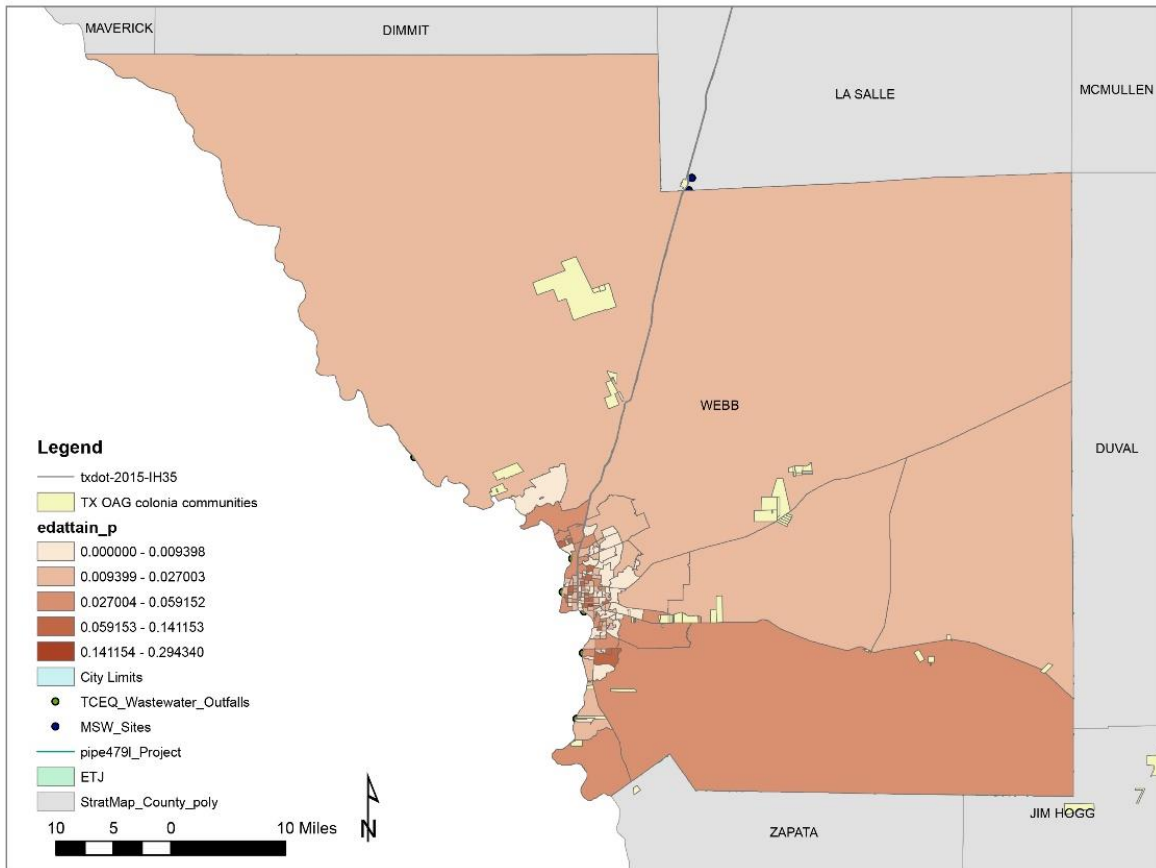 MAVERICK
DIMMIT
LA SALLE
MCMULLEN
WEBB
DUVAL
Legend
txdot-2015-IH35
TX OAG colonia communities
edattain_p
0.000000 - 0.009398
0.009399 - 0.027003
0.027004 - 0.059152
0.059153 - 0.141153
0.141154 - 0.294340
City Limits
TCEQ_Wastewater_Outfalls
MSW_Sites
pipe479l_Project
ETJ
StratMap_County_poly
10 5 0 10 Miles
N
ZAPATA
JIM HOGG